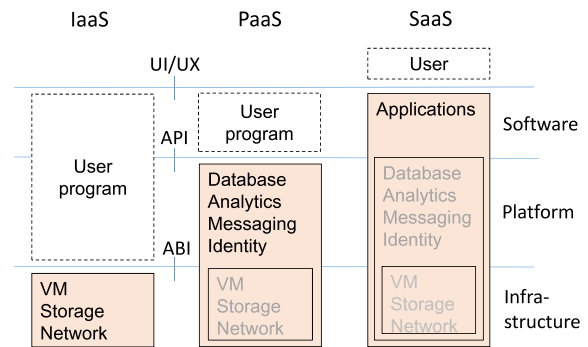 IaaS
PaaS
SaaS
UI/UX
User
User
program
API
User
program
Applications
Software
Database
Analytics
Messaging
Identity
Database
Analytics
Messaging
Identity
Platform
ABI
VM
Storage
Network
VM
Storage
Network
VM
Storage
Network
Infra-
structure